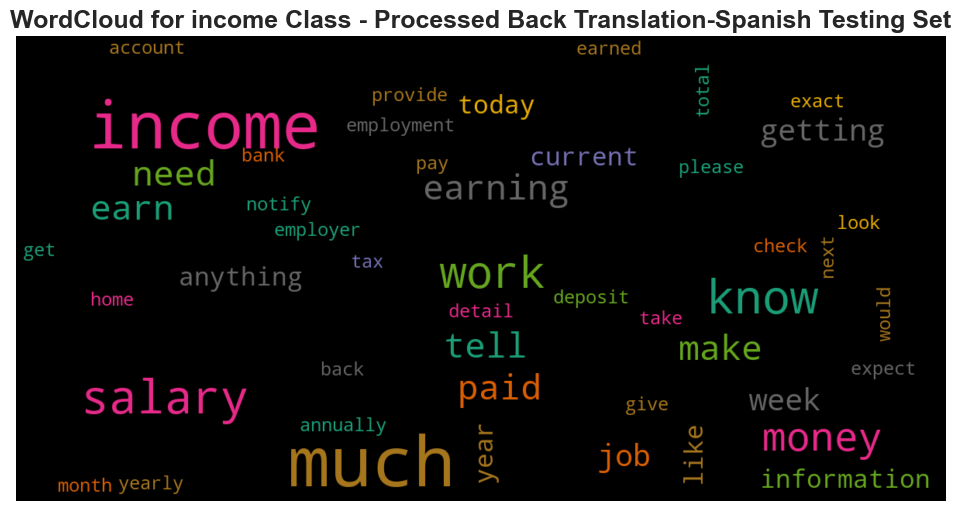 WordCloud for income Class - Processed Back Translation-Spanish Testing Set
account
earned
provide
today
total
exact
income
employment
getting
bank
pay
current
please
need
earning
earn
notify
employer
look
get
tax
check
next
anything
work
home
detail
deposit
know
take
would
tell
make
back
expect
salary
paid
give
week
annually
year
job
like
money
much
month
yearly
information